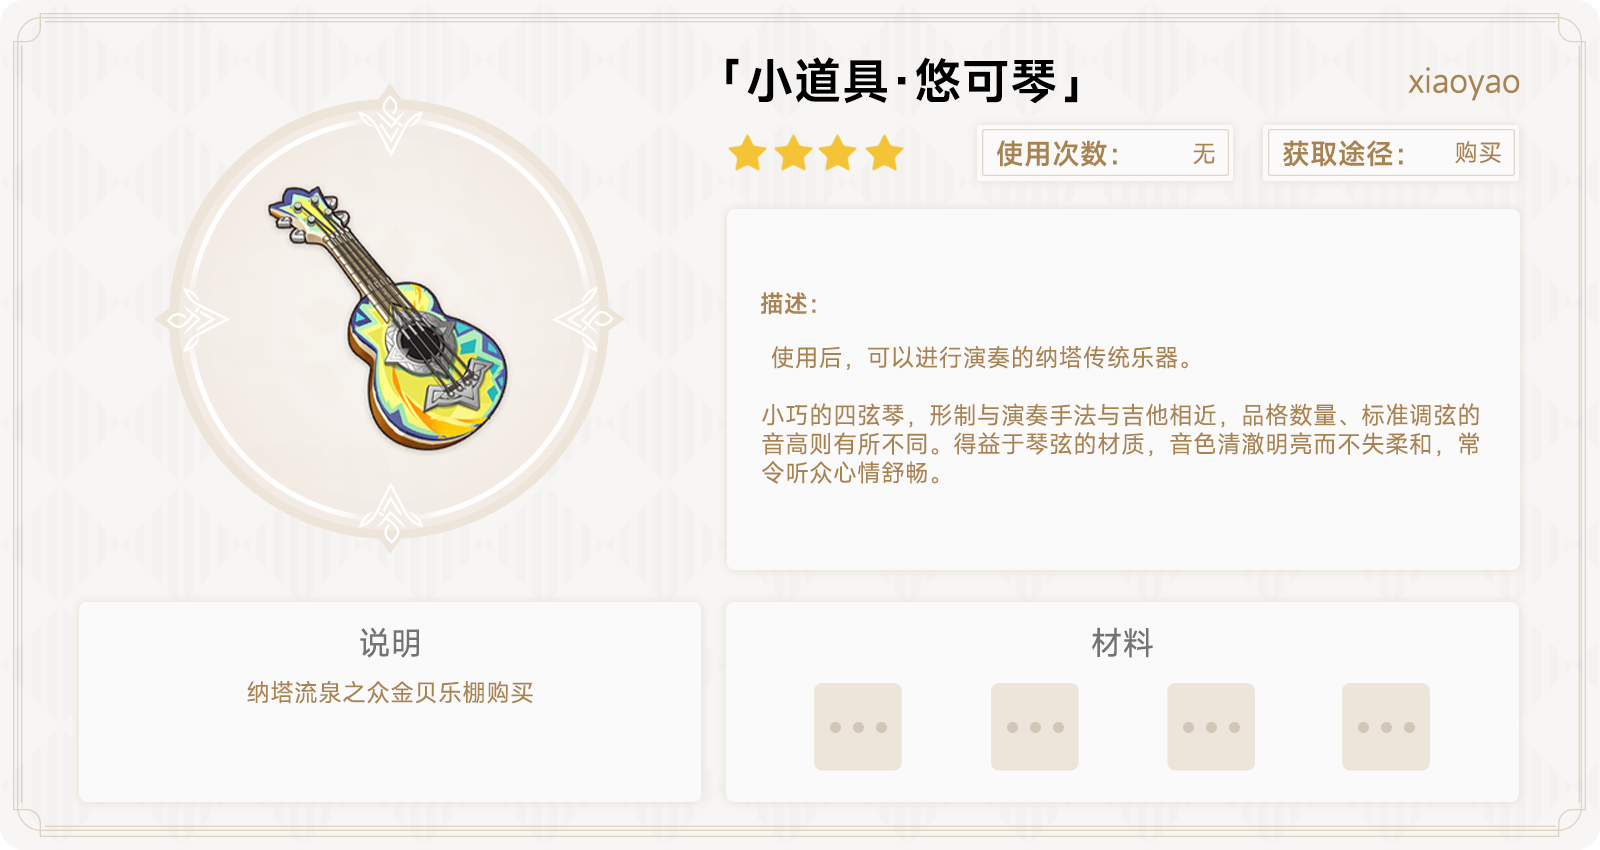 「小道具·悠可琴」
xiaoyao
使用次数： 无
获取途径： 购买
描述：
使用后，可以进行演奏的纳塔传统乐器。
小巧的四弦琴，形制与演奏手法与吉他相近，品格数量、标准调弦的
音高则有所不同。得益于琴弦的材质，音色清澈明亮而不失柔和，常
令听众心情舒畅。
说明
纳塔流泉之众金贝乐棚购买
材料